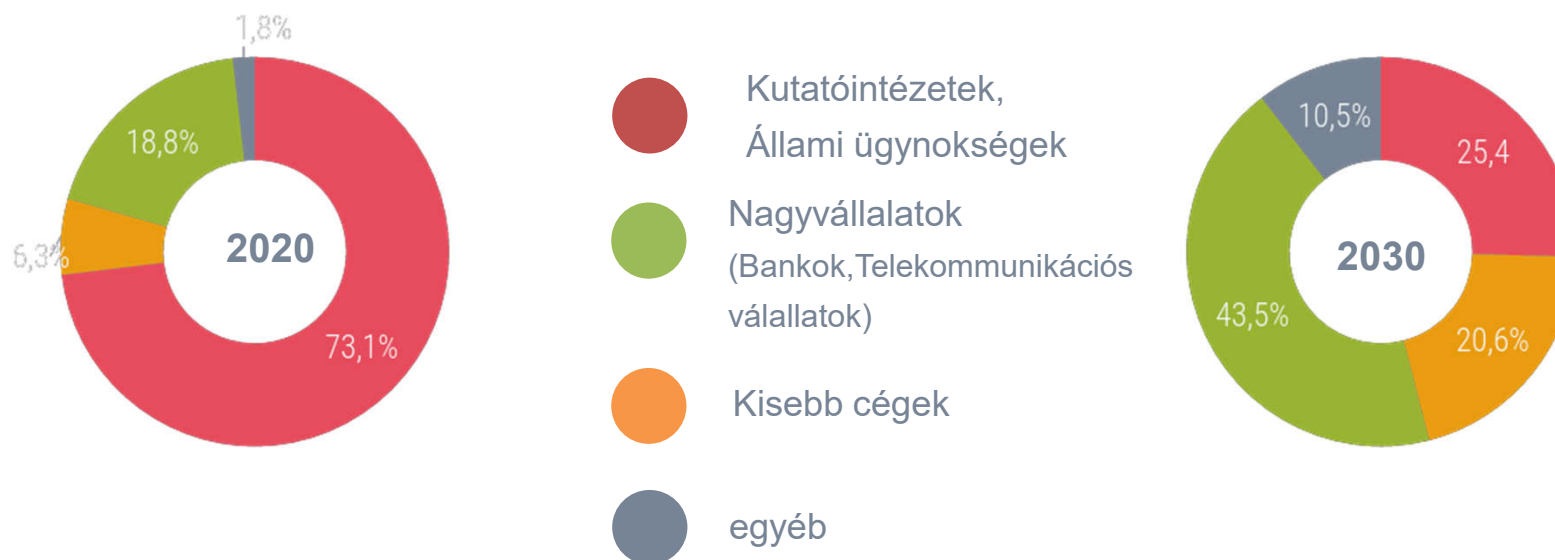 1,8%
18,8%
6,3%
2020
73,1%
Kutatóintézetek,
Állami ügynokségek
Nagyvállalatok
(Bankok,Telekommunikációs
válallatok)
Kisebb cégek
egyéb
10,5%
25,4
2030
43,5%
20,6%